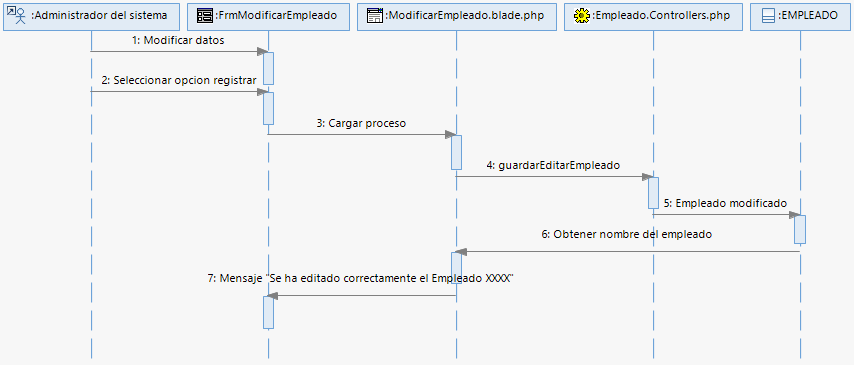 :Administrador del sistema
:FrmModificarEmpleado
:ModificarEmpleado.blade.php
:Empleado.Controllers.php
:EMPLEADO
1: Modificar datos
2: Seleccionar opcion registrar
3: Cargar proceso
4: guardarEditarEmpleado
5: Empleado modificado
6: Obtener nombre del empleado
7: Mensaje "Se ha editado correctamente el Empleado XXXX"